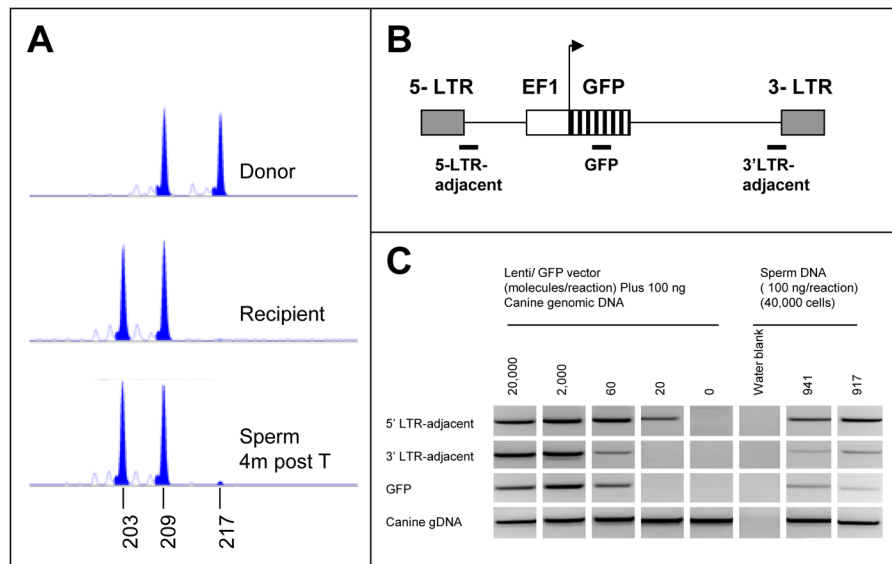 A
Donor
Recipient
Sperm
4m post T
203
209
217
B
5- LTR
EF1
GFP
3- LTR
5-LTR-
adjacent
GFP
3'LTR-
adjacent
C
Lenti/ GFP vector
(molecules/reaction) Plus 100 ng
Canine genomic DNA
Sperm DNA
( 100 ng/reaction)
(40,000 cells)
20,000
2,000
60
20
0
Water blank
941
917
5' LTR-adjacent
3' LTR-adjacent
GFP
Canine gDNA